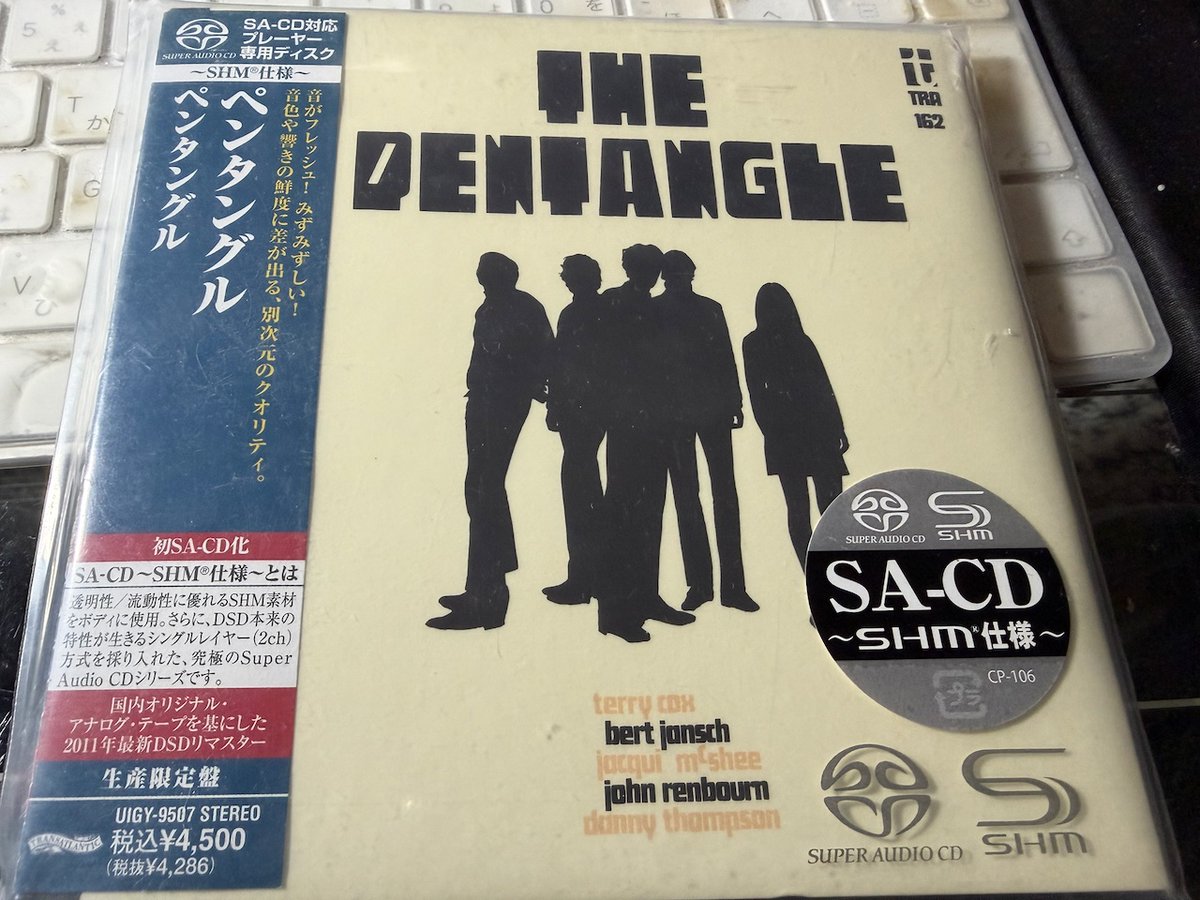 SUPER AUDIO CD
SA-CD対応
プレーヤー
専用ディスク
〜SHM®仕様〜
音がフレッシュ！みずみずしい！
音色や響きの鮮度に差が出る、別次元のクオリティ。
ペンタングル
ペンタングル
初SA-CD化
SA-CD〜SHM®仕様〜とは
透明性／流動性に優れるSHM素材
をボディに使用。さらに、DSD本来の
特性が生きるシングルレイヤー(2ch)
方式を採り入れた、究極のSuper
Audio CDシリーズです。
国内オリジナル・
アナログ・テープを基にした
2011年最新DSDリマスター
生産限定盤
UIGY-9507 STEREO
TRANSATLANTIC
税込¥4,500
(税抜¥4,286)
THE
PENTANGLE
TRA
162
terry cox
bert jansch
jacqui mcshee
john renbourn
danny thompson
SUPER AUDIO CD
SHM
SA-CD
〜SHM®仕様〜
CP-106
プラ
SUPER AUDIO CD
SHM
T
か
G
V
ひ
5
え